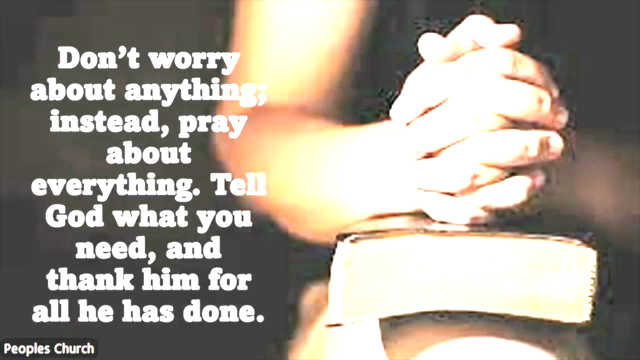 Don’t worry
about anything;
instead, pray
about
everything. Tell
God what you
need, and
thank him for
all he has done.
Peoples Church